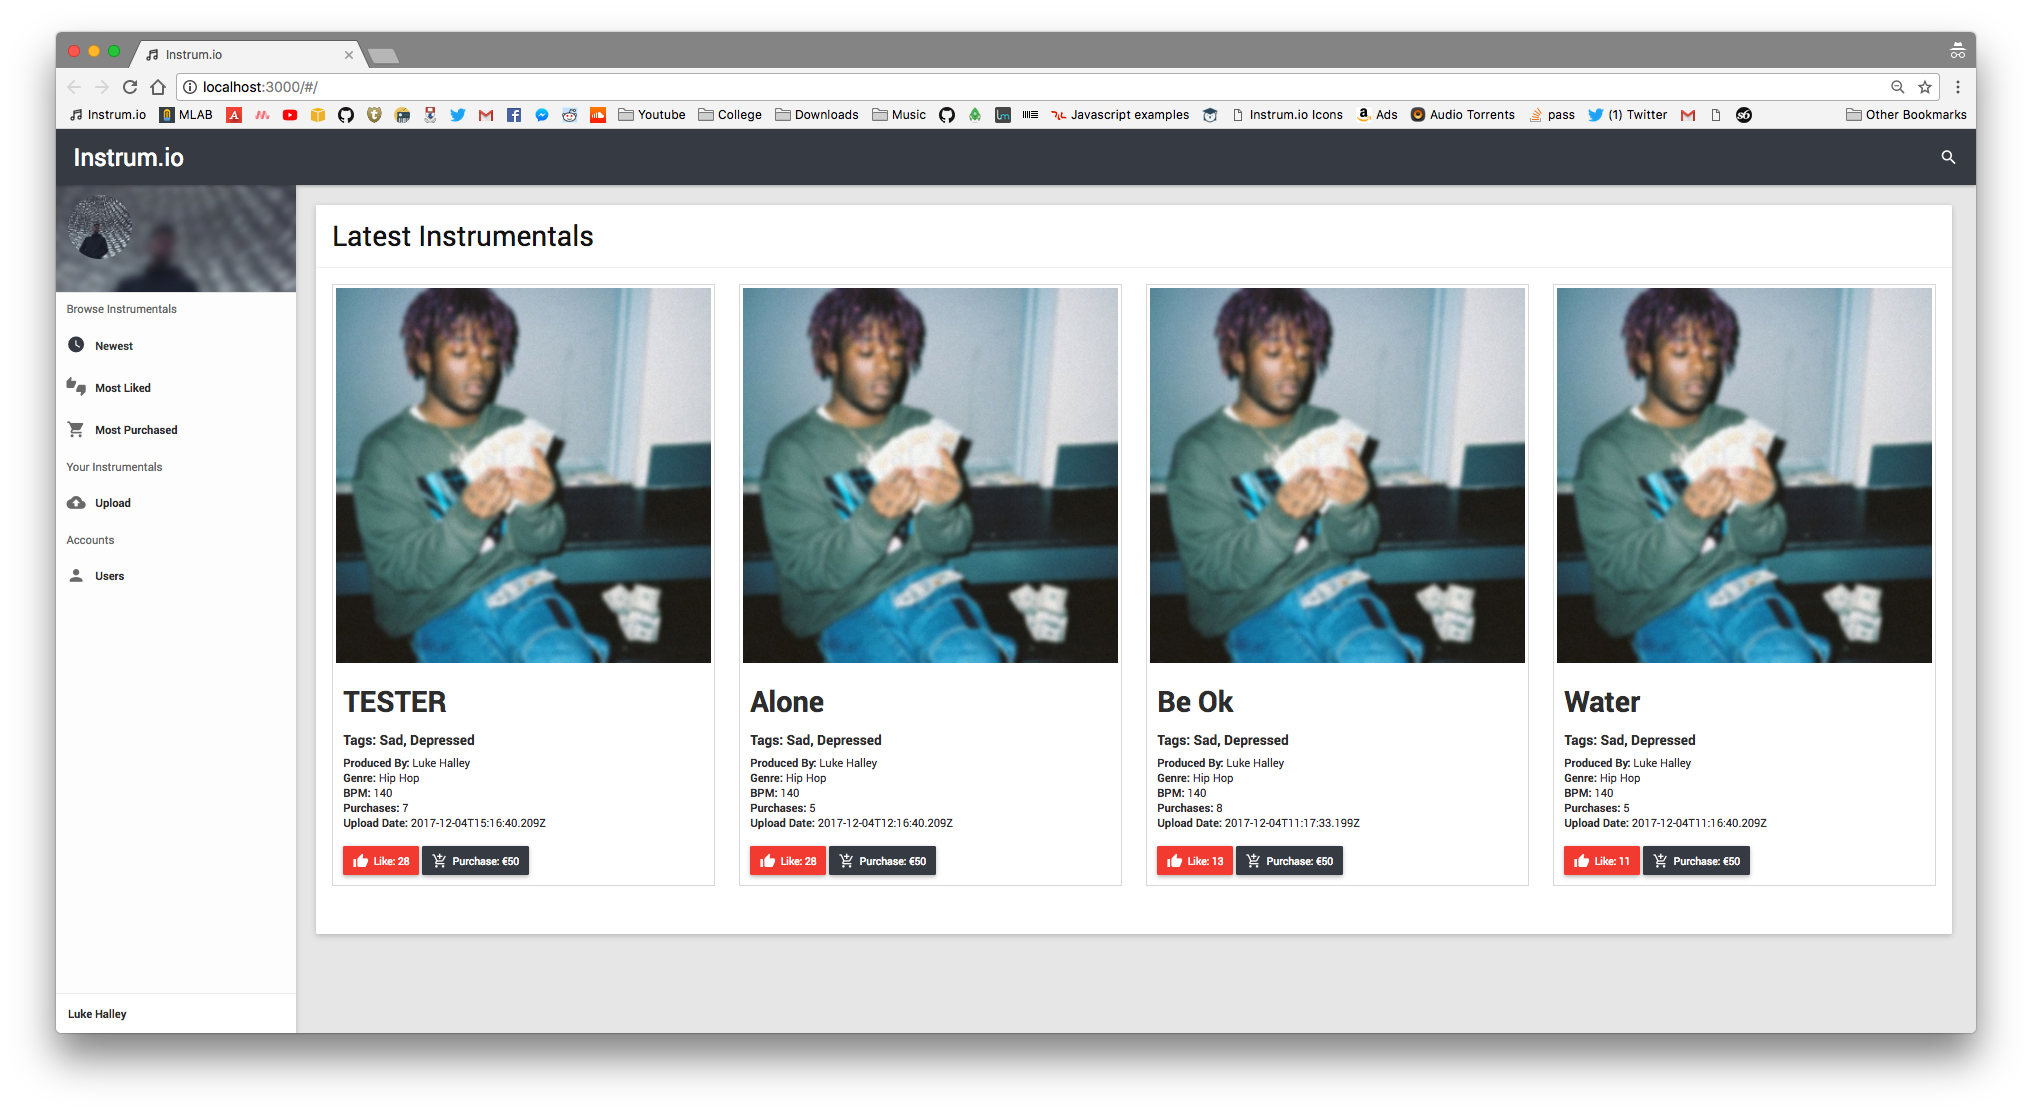 Instrum.io
localhost:3000/#/
Instrum.io MLAB Youtube College Downloads Music Javascript examples Instrum.io Icons Ads Audio Torrents pass (1) Twitter Other Bookmarks
Instrum.io
Browse Instrumentals
Newest
Most Liked
Most Purchased
Your Instrumentals
Upload
Accounts
Users
Luke Halley
Latest Instrumentals
TESTER
Tags: Sad, Depressed
Produced By: Luke Halley
Genre: Hip Hop
BPM: 140
Purchases: 7
Upload Date: 2017-12-04T15:16:40.209Z
Like: 28 Purchase: €50
Alone
Tags: Sad, Depressed
Produced By: Luke Halley
Genre: Hip Hop
BPM: 140
Purchases: 5
Upload Date: 2017-12-04T12:16:40.209Z
Like: 28 Purchase: €50
Be Ok
Tags: Sad, Depressed
Produced By: Luke Halley
Genre: Hip Hop
BPM: 140
Purchases: 8
Upload Date: 2017-12-04T11:17:33.199Z
Like: 13 Purchase: €50
Water
Tags: Sad, Depressed
Produced By: Luke Halley
Genre: Hip Hop
BPM: 140
Purchases: 5
Upload Date: 2017-12-04T11:16:40.209Z
Like: 11 Purchase: €50